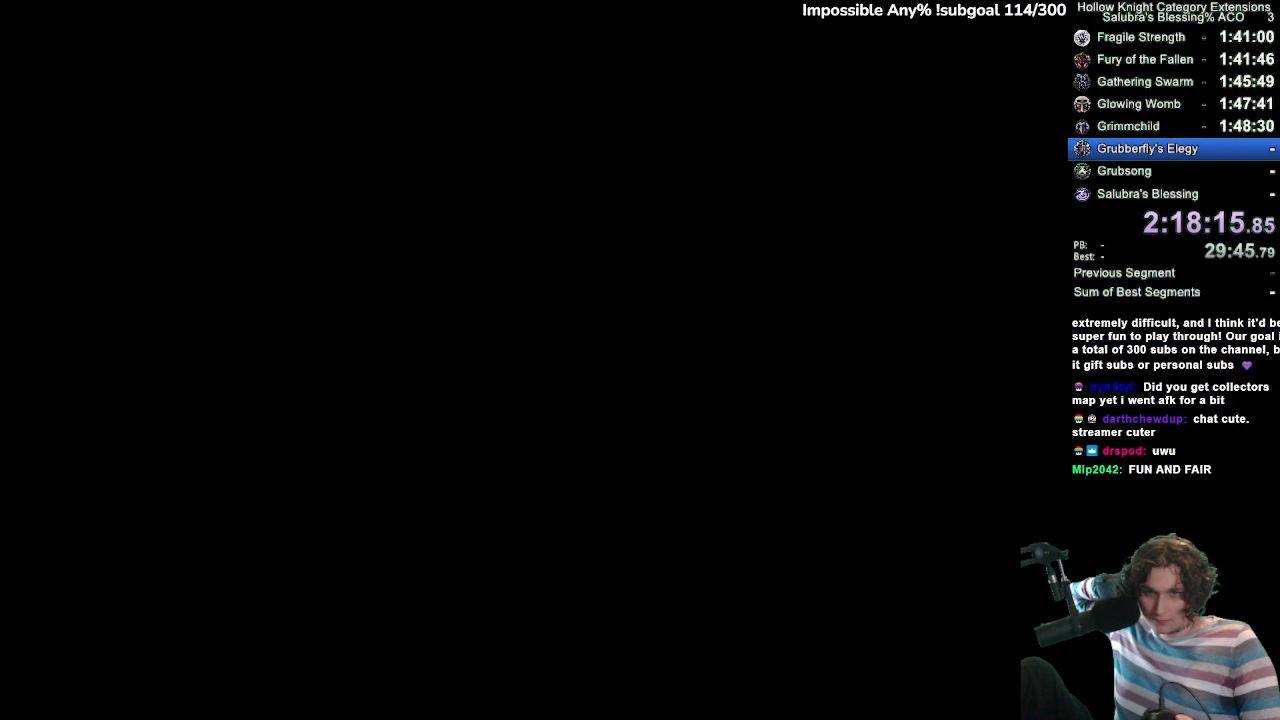 Impossible Any% !subgoal 114/300
Hollow Knight Category Extensions
Salubra's Blessing% ACO 3
Fragile Strength - 1:41:00
Fury of the Fallen - 1:41:46
Gathering Swarm - 1:45:49
Glowing Womb - 1:47:41
Grimmchild - 1:48:30
Grubberfly's Elegy -
Grubsong -
Salubra's Blessing -
2:18:15.85
PB: -
Best: -
29:45.79
Previous Segment -
Sum of Best Segments -
extremely difficult, and I think it'd be
super fun to play through! Our goal i
a total of 300 subs on the channel, b
it gift subs or personal subs
Did you get collectors
map yet i went afk for a bit
darthchewdup: chat cute.
streamer cuter
drspod: uwu
Mip2042: FUN AND FAIR